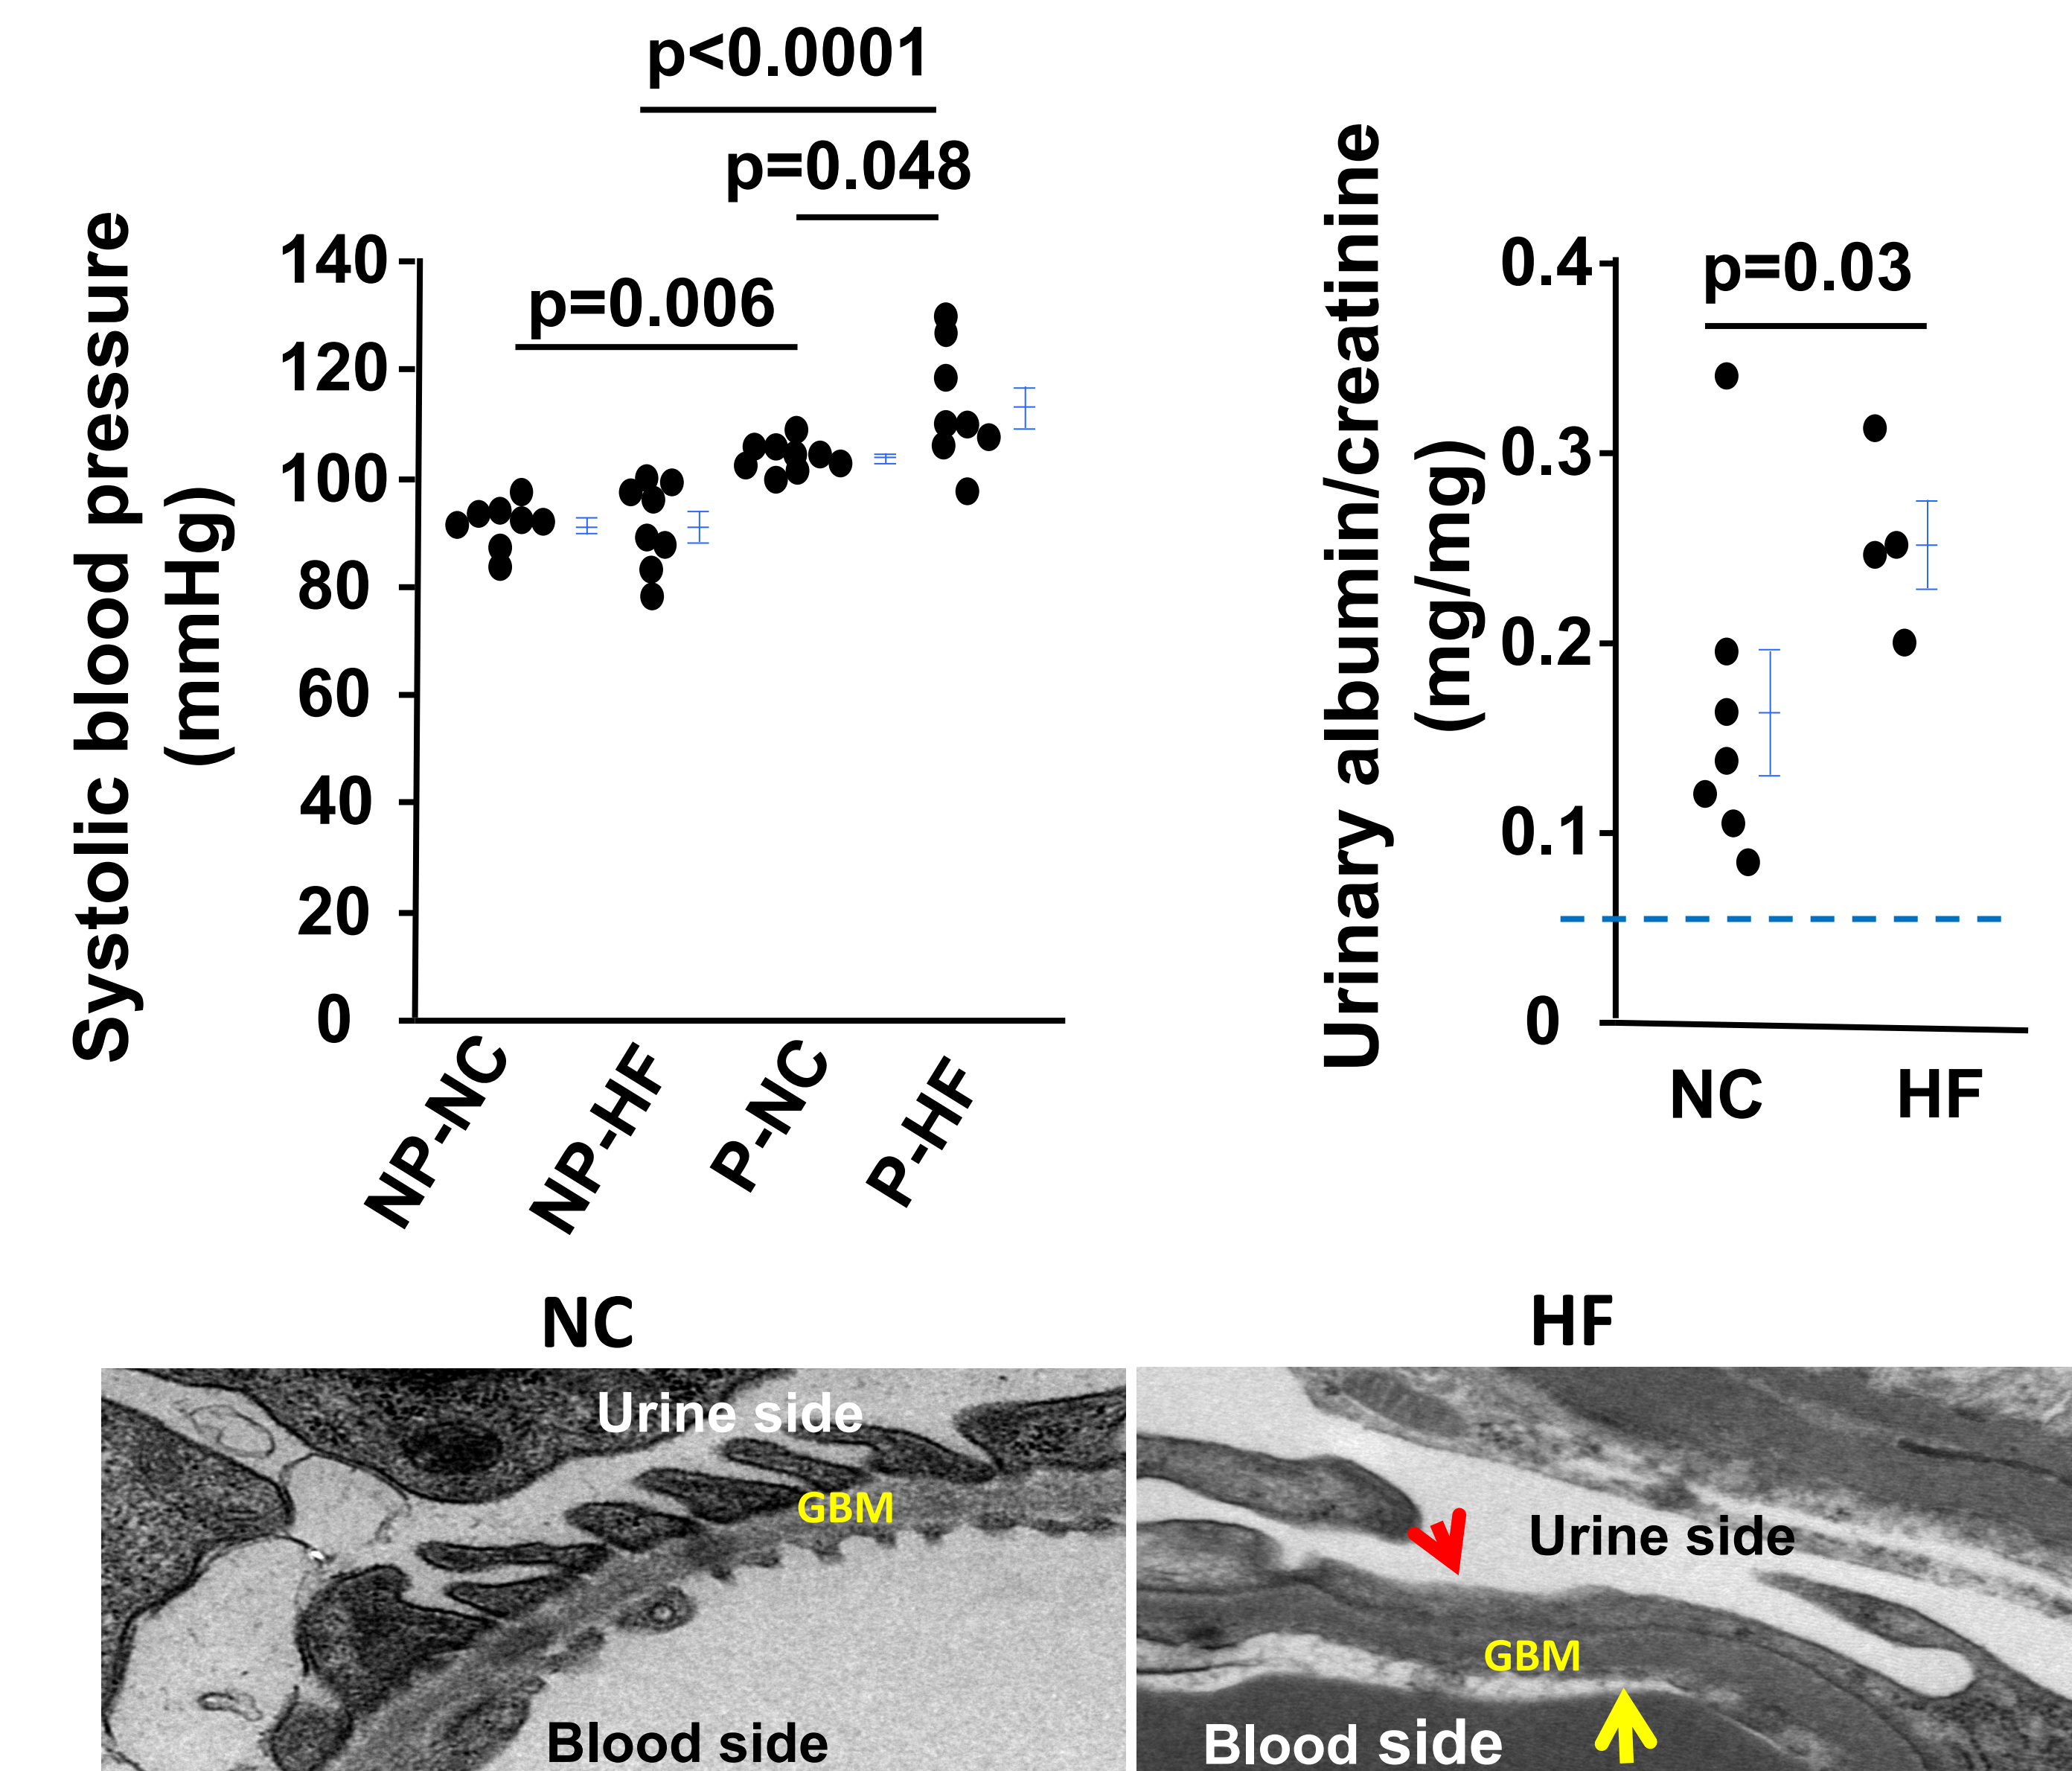 p<0.0001
p=0.048
p=0.006
Systolic blood pressure
(mmHg)
140
120
100
80
60
40
20
0
NP-NC
NP-HF
P-NC
P-HF
Urinary albumin/creatinine
(mg/mg)
p=0.03
0.4
0.3
0.2
0.1
0
NC
HF
NC
Urine side
GBM
Blood side
HF
Urine side
GBM
Blood side